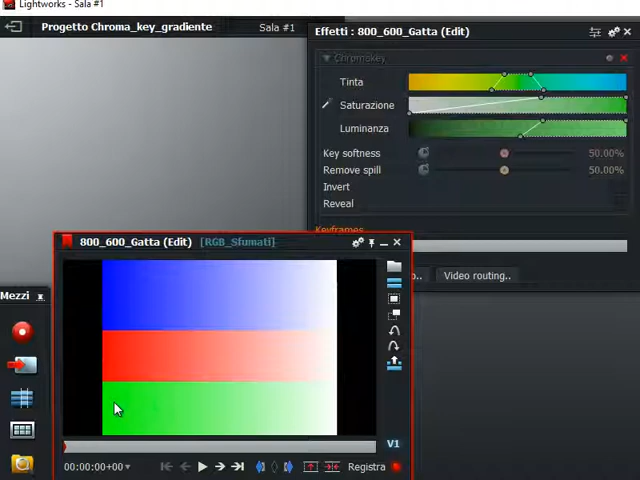 Lightworks - Sala #1
Progetto Chroma_key_gradiente
Sala #1
Effetti : 800_600_Gatta (Edit)
Chromakey
Tinta
Saturazione
Luminanza
Key softness
50.00%
Remove spill
50.00%
Invert
Reveal
Keyframes
Video routing..
800_600_Gatta (Edit) [RGB_Sfumati]
Mezzi
V1
00:00:00+00
Registra